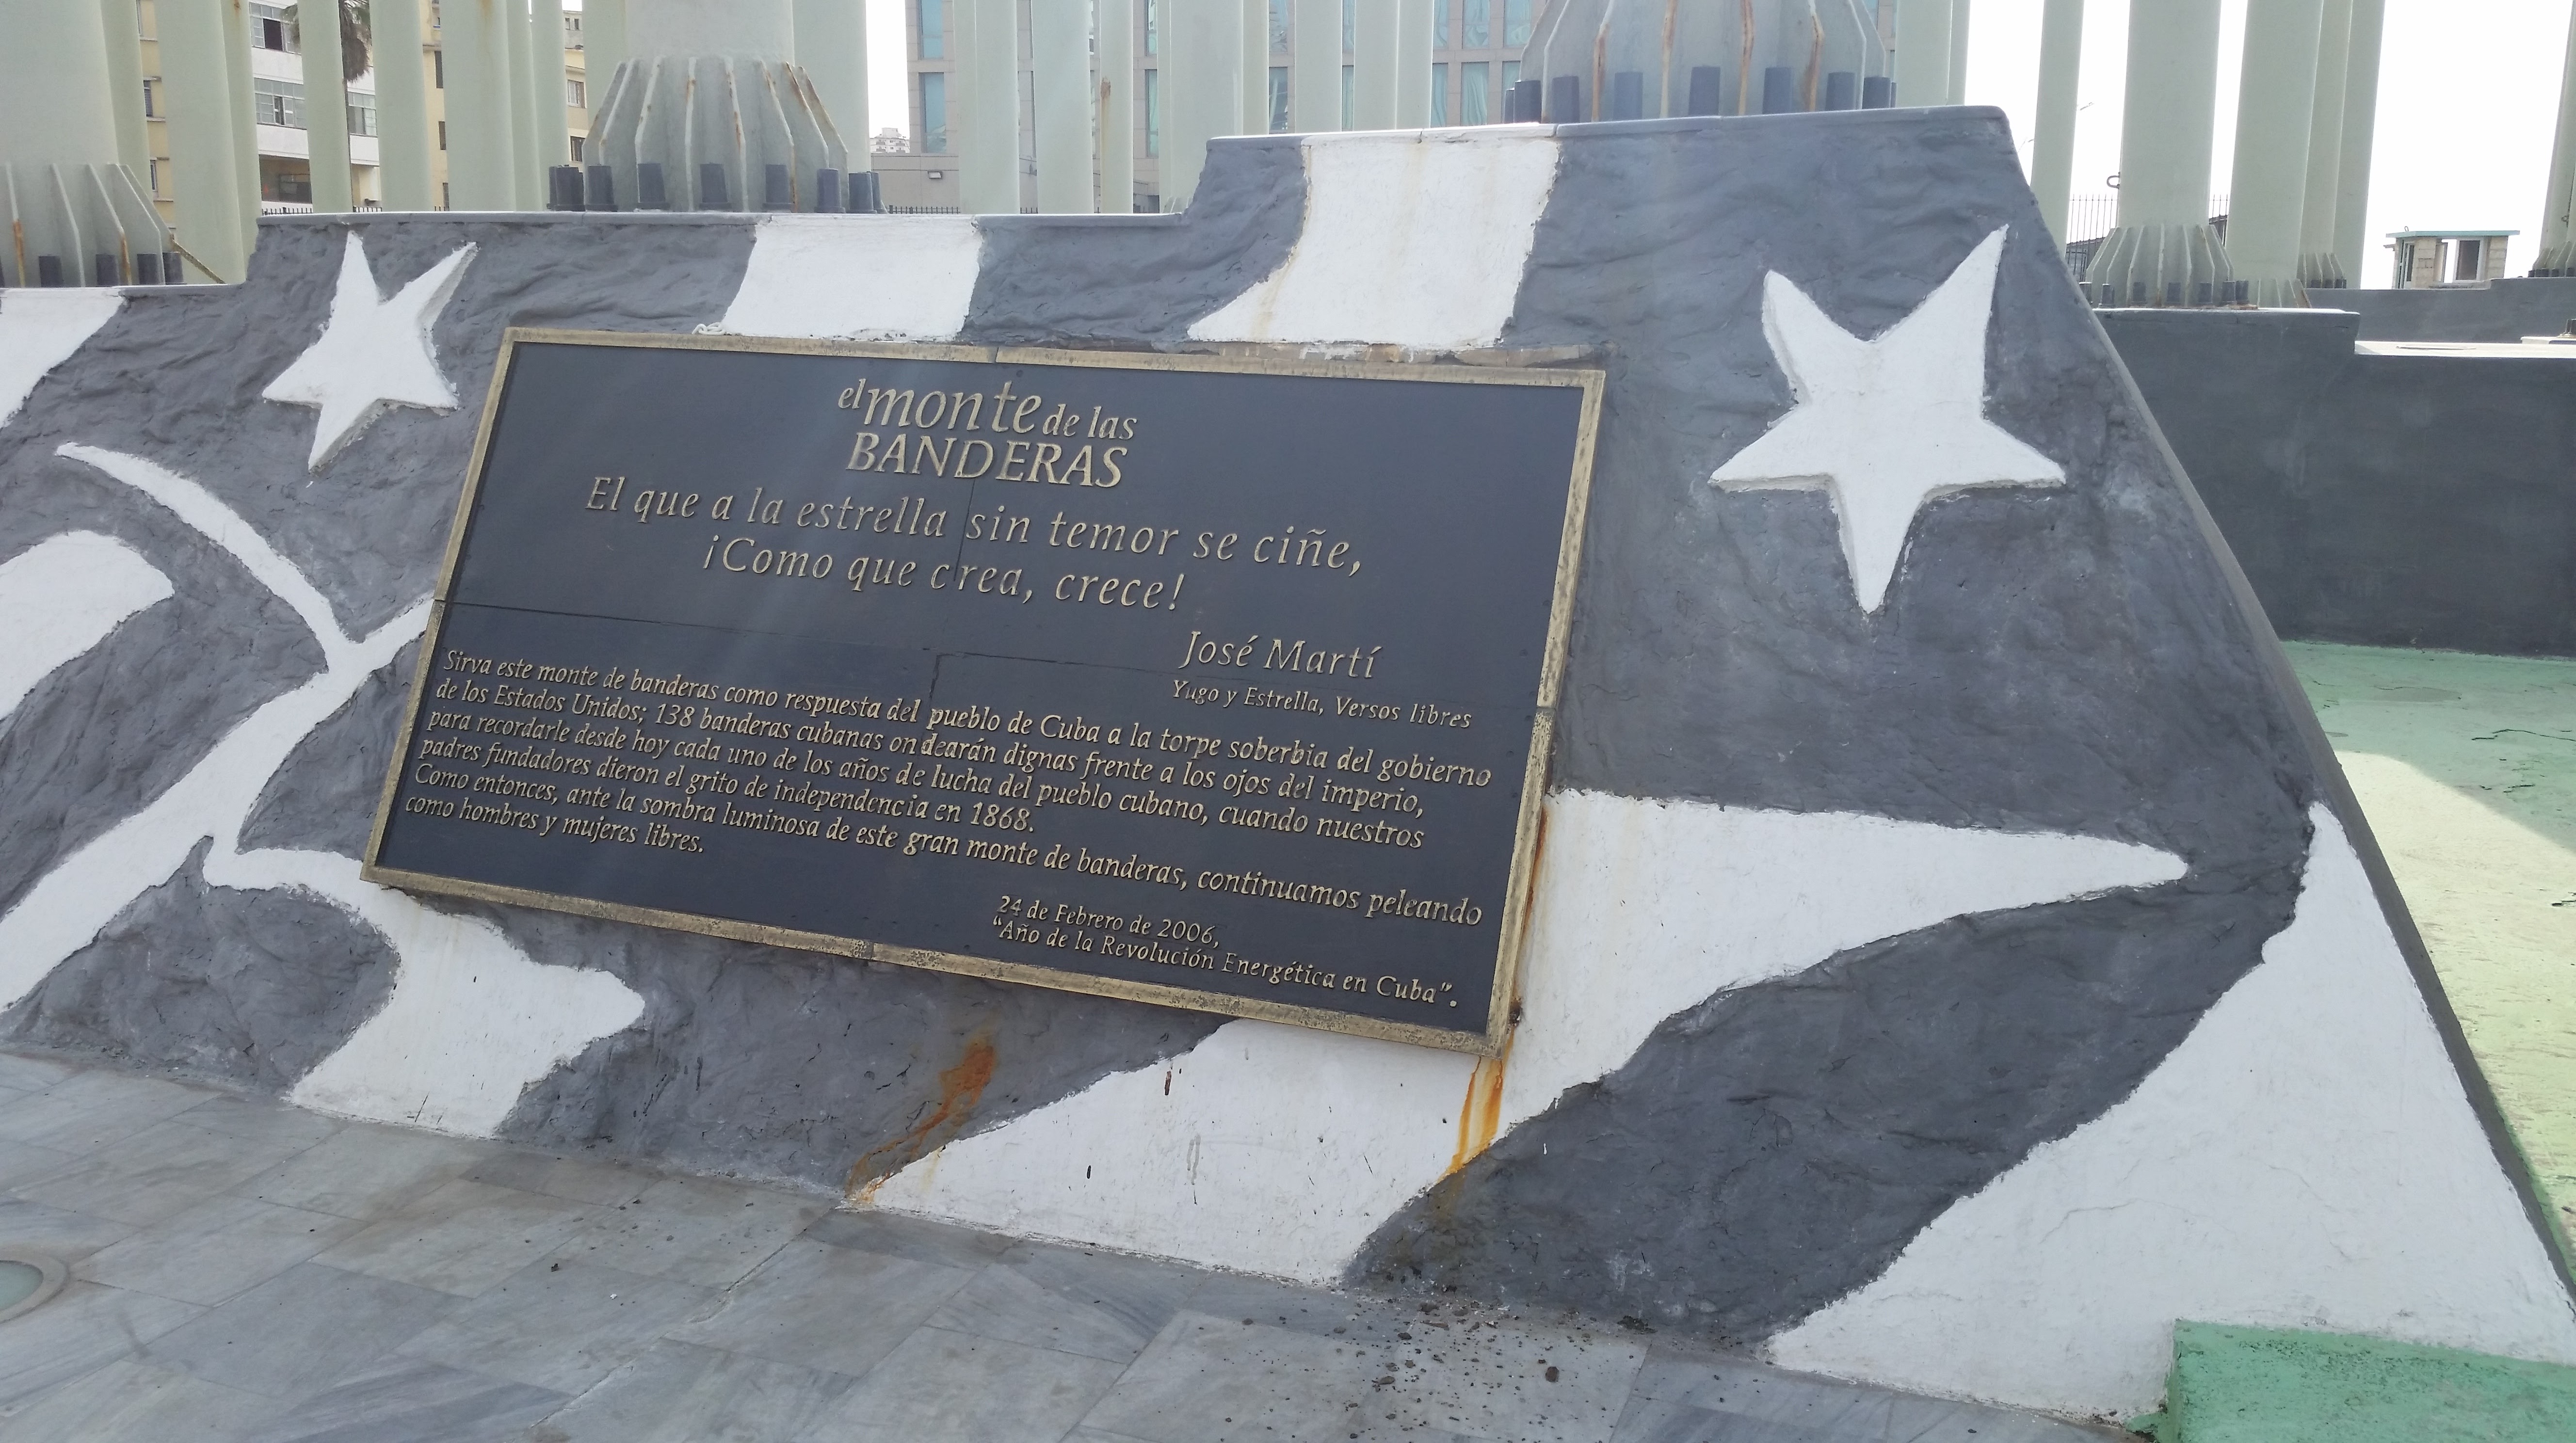 el monte de las
BANDERAS
El que a la estrella sin temor se ciñe,
¡Como que crea, crece!
José Martí
Yugo y Estrella, Versos libres
Sirva este monte de banderas como respuesta del pueblo de Cuba a la torpe soberbia del gobierno
de los Estados Unidos; 138 banderas cubanas ondearán dignas frente a los ojos del imperio,
para recordarle desde hoy cada uno de los años de lucha del pueblo cubano, cuando nuestros
padres fundadores dieron el grito de independencia en 1868.
Como entonces, ante la sombra luminosa de este gran monte de banderas, continuamos peleando
como hombres y mujeres libres.
24 de Febrero de 2006,
“Año de la Revolución Energética en Cuba”.